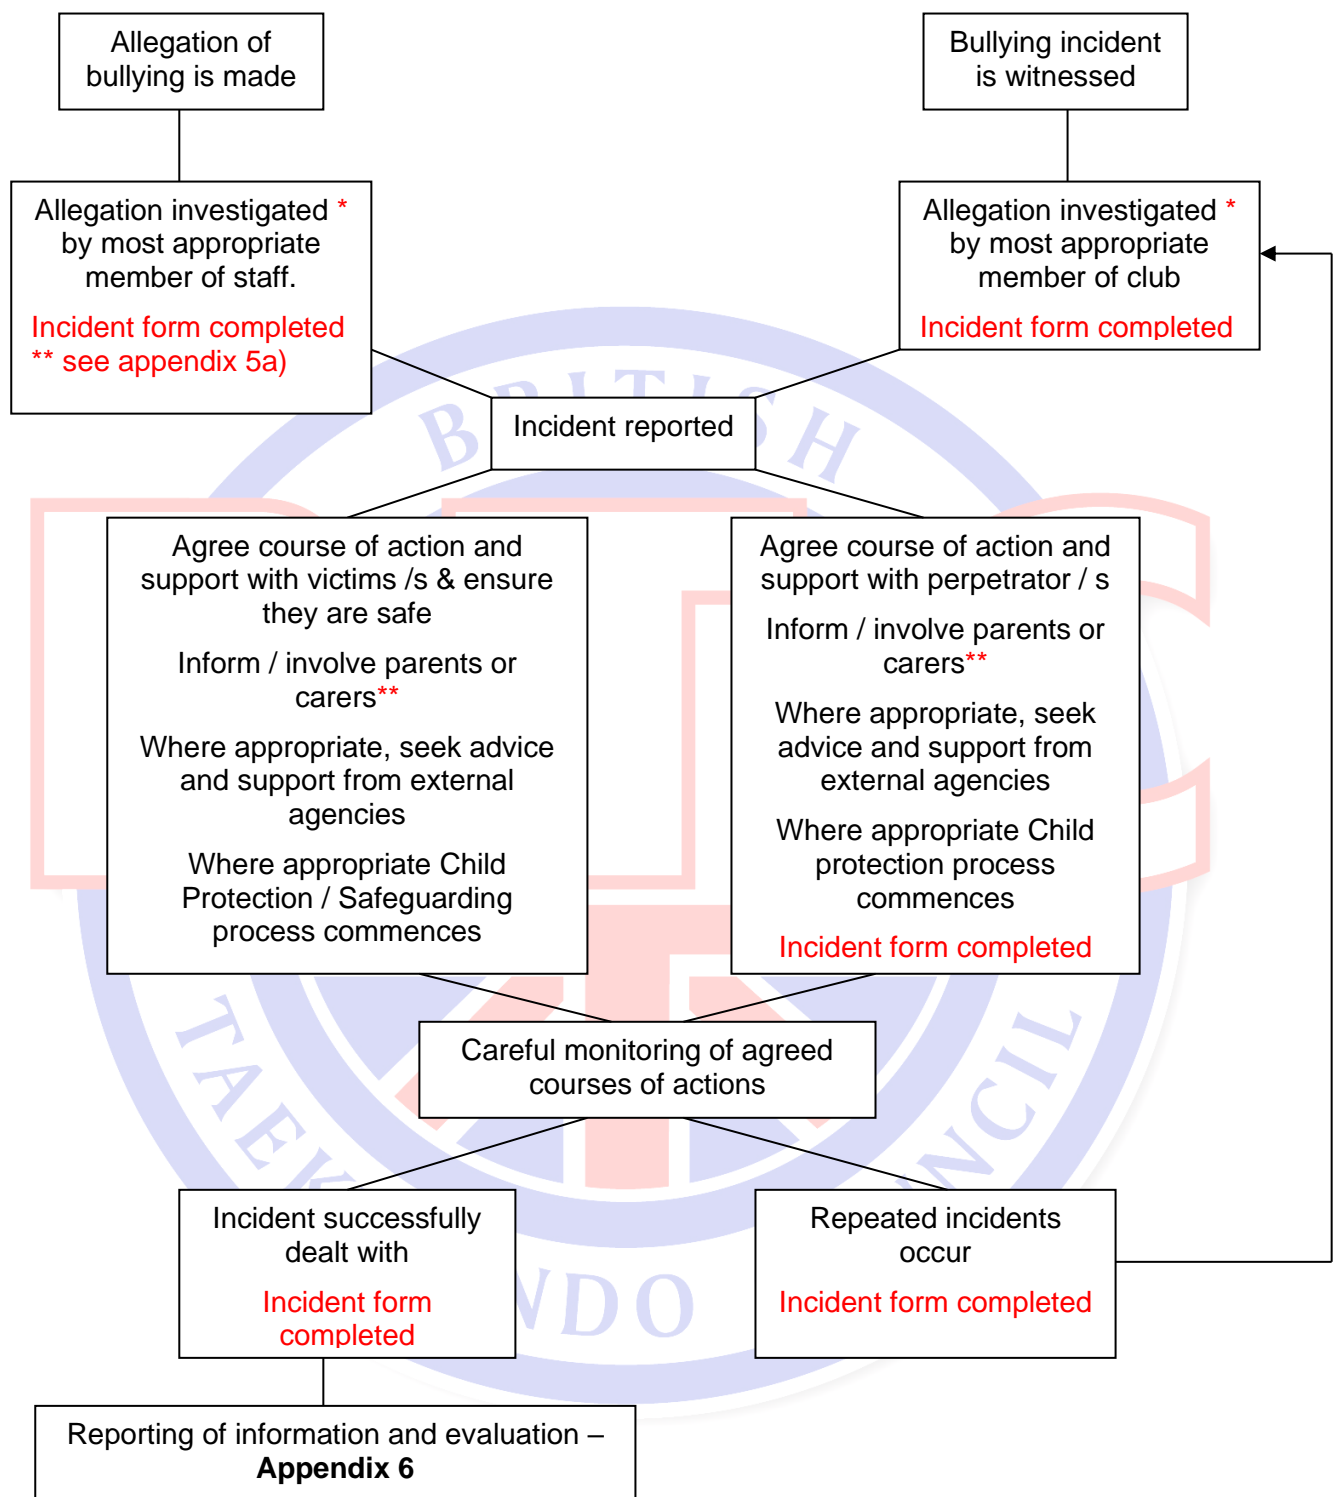 Allegation of
bullying is made
Bullying incident
is witnessed
Allegation investigated *
by most appropriate
member of staff.
Incident form completed
** see appendix 5a)
Allegation investigated *
by most appropriate
member of club
Incident form completed
BRITISH
Incident reported
Agree course of action and
support with victims /s & ensure
they are safe
Inform / involve parents or
carers**
Where appropriate, seek advice
and support from external
agencies
Where appropriate Child
Protection / Safeguarding
process commences
Agree course of action and
support with perpetrator / s
Inform / involve parents or
carers**
Where appropriate, seek
advice and support from
external agencies
Where appropriate Child
protection process
commences
Incident form completed
Careful monitoring of agreed
courses of actions
Incident successfully
dealt with
Incident form
completed
Repeated incidents
occur
Incident form completed
Reporting of information and evaluation –
Appendix 6